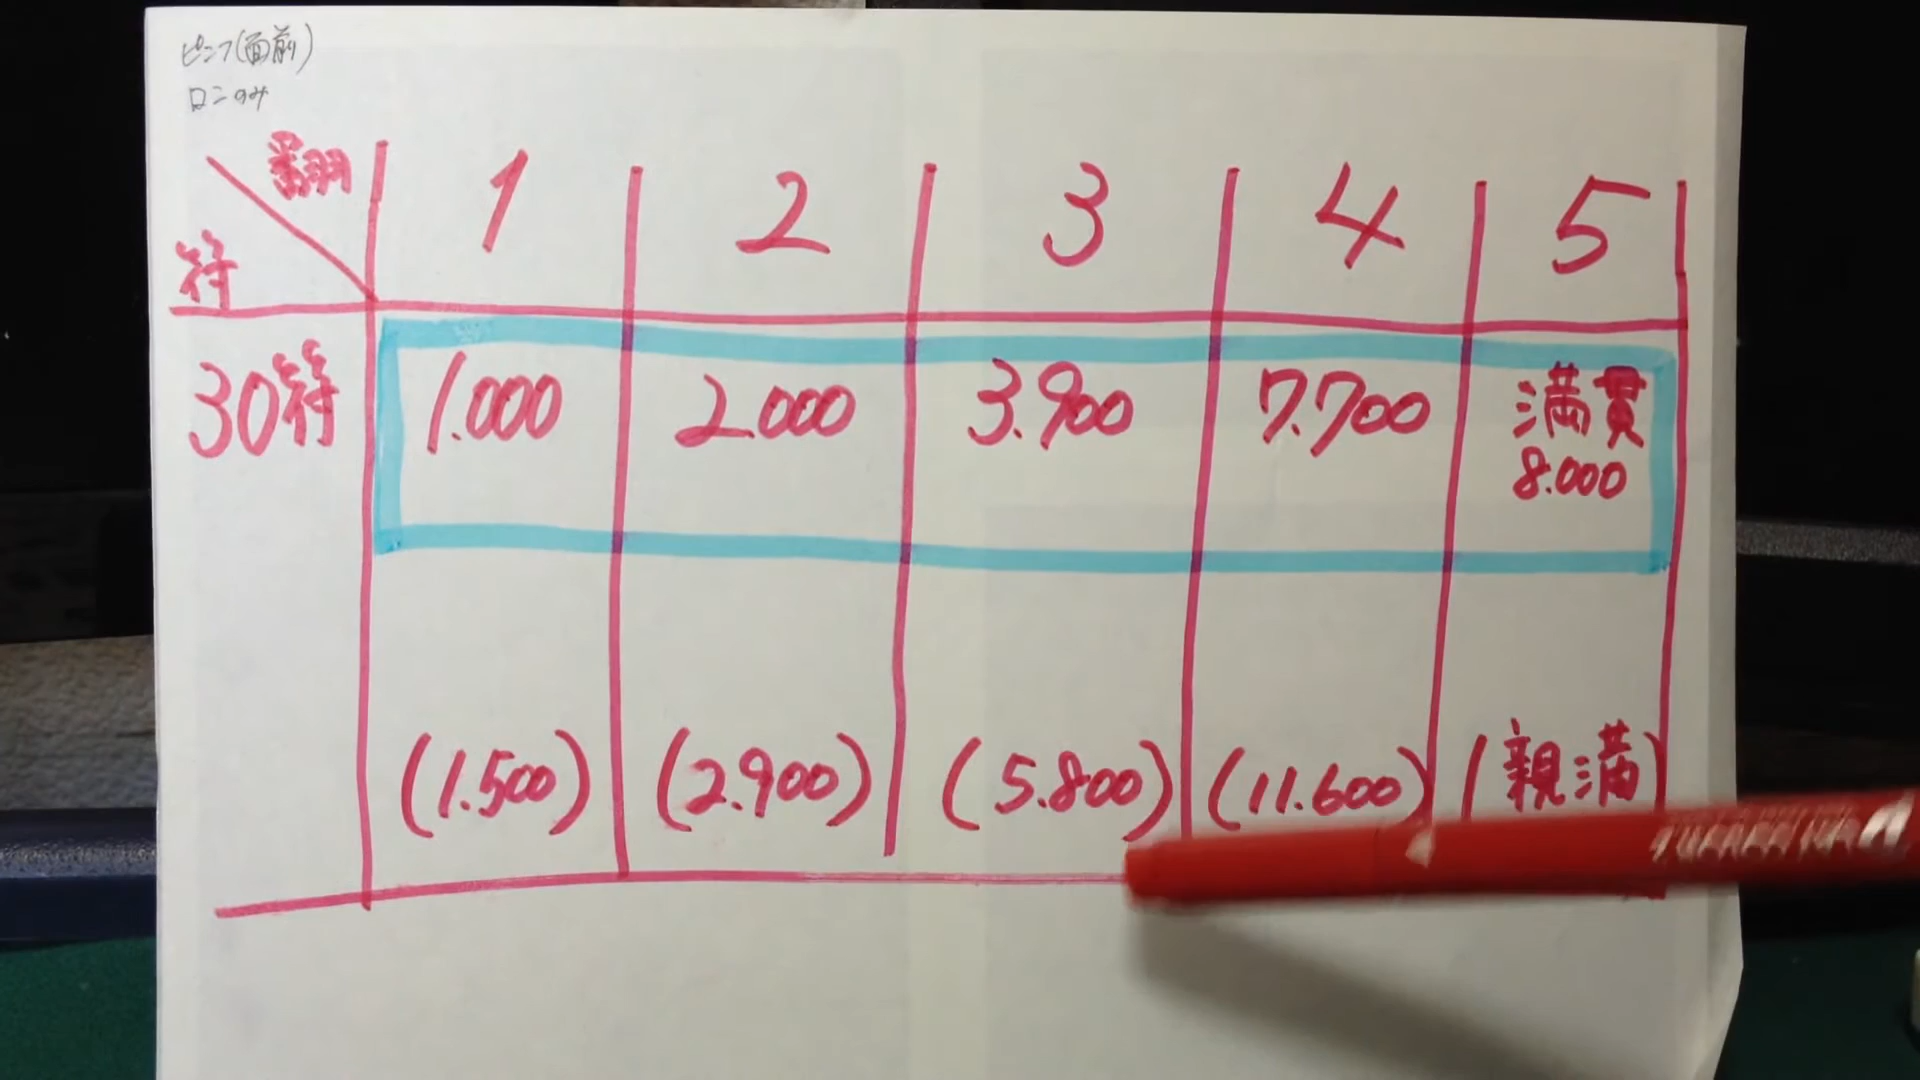 ピンフ(面前)
ロンのみ
翻 1 2 3 4 5
符
30符 1.000 2.000 3.900 7.700 満貫
8.000
(1.500) (2.900) (5.800) (11.600) (親満)